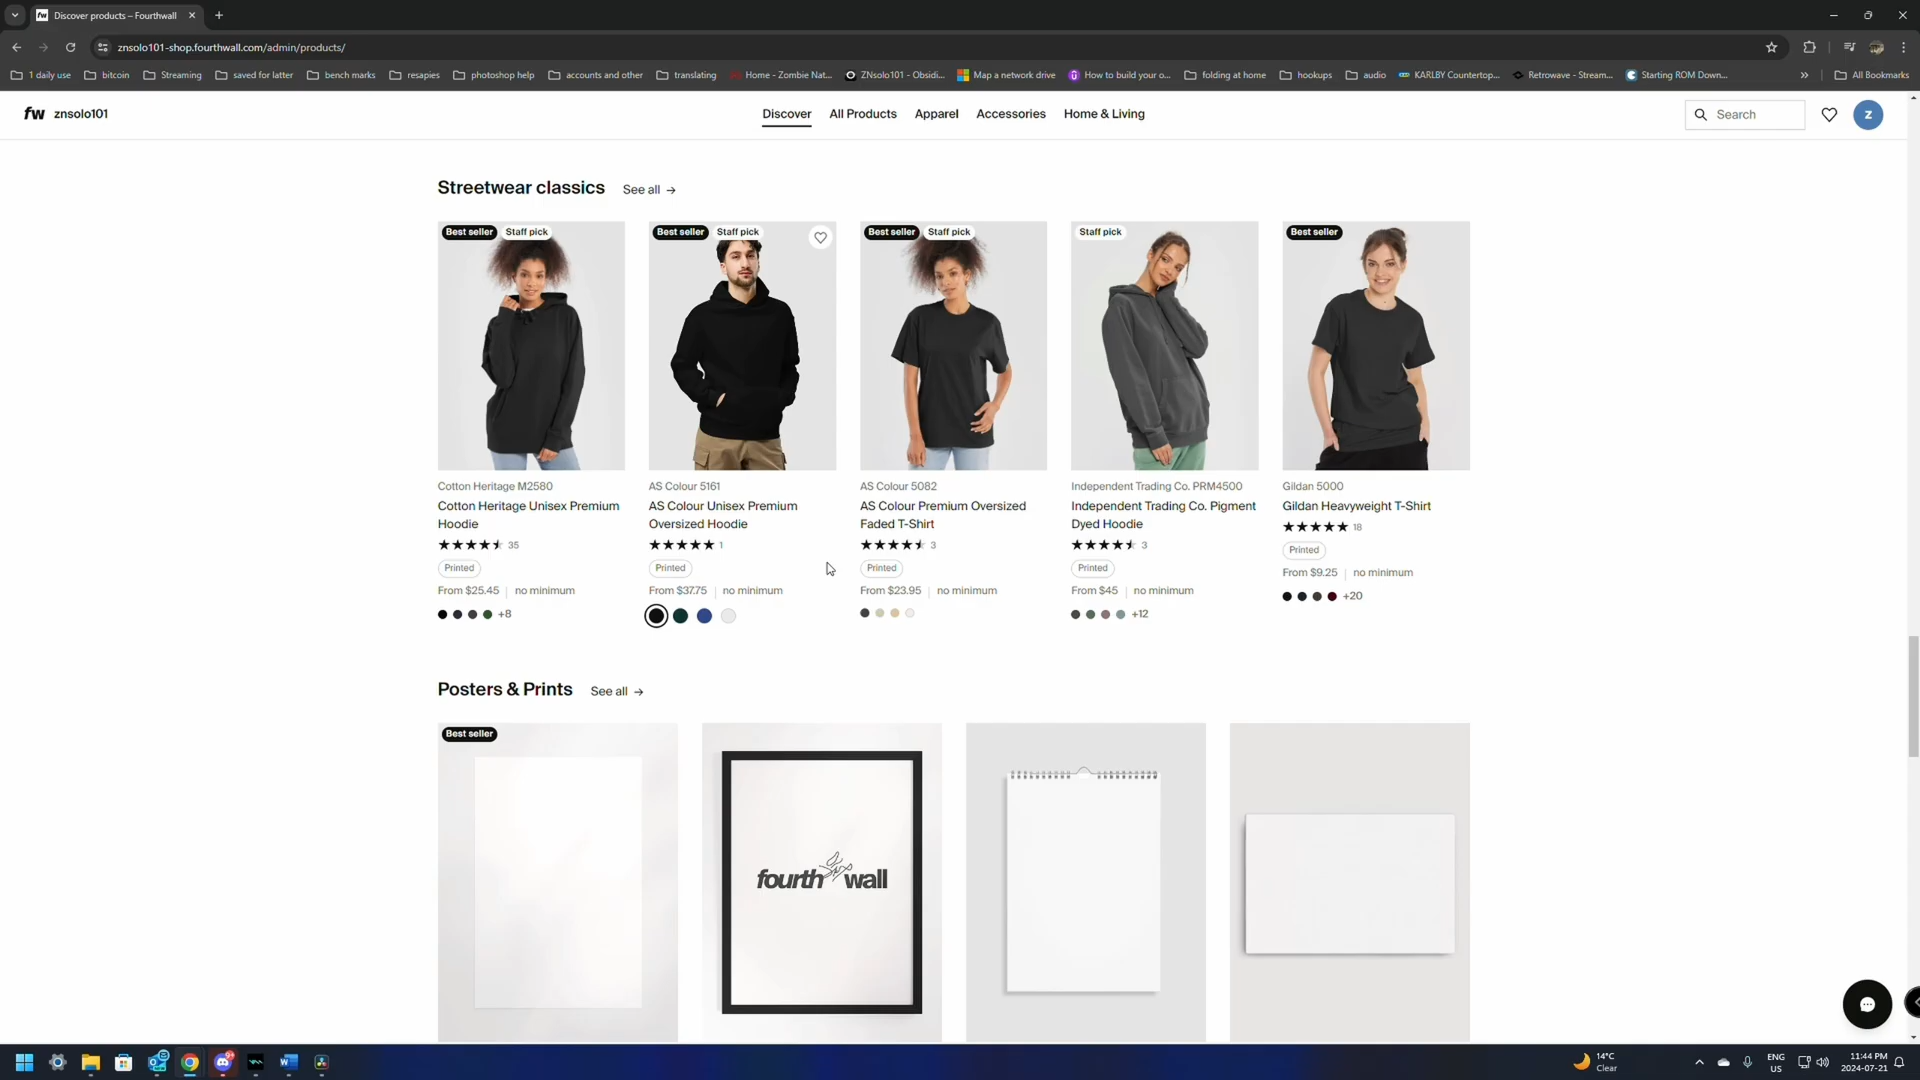 Discover products – Fourthwall
znsolo101-shop.fourthwall.com/admin/products/
1 daily use
bitcoin
Streaming
saved for latter
bench marks
resapies
photoshop help
accounts and other
translating
Home - Zombie Nat...
ZNsolo101 - Obsidi...
Map a network drive
How to build your o...
folding at home
hookups
audio
KARLBY Countertop...
Retrowave - Stream...
Starting ROM Down...
All Bookmarks
fw znsolo101
Discover
All Products
Apparel
Accessories
Home & Living
Search
Z
Streetwear classics
See all →
Best seller
Staff pick
Best seller
Staff pick
Best seller
Staff pick
Staff pick
Best seller
Cotton Heritage M2580
Cotton Heritage Unisex Premium
Hoodie
35
Printed
From $25.45 | no minimum
+8
AS Colour 5161
AS Colour Unisex Premium
Oversized Hoodie
1
Printed
From $37.75 | no minimum
AS Colour 5082
AS Colour Premium Oversized
Faded T-Shirt
3
Printed
From $23.95 | no minimum
Independent Trading Co. PRM4500
Independent Trading Co. Pigment
Dyed Hoodie
3
Printed
From $45 | no minimum
+12
Gildan 5000
Gildan Heavyweight T-Shirt
18
Printed
From $9.25 | no minimum
+20
Posters & Prints
See all →
Best seller
fourthwall
14°C
Clear
ENG
US
11:44 PM
2024-07-21